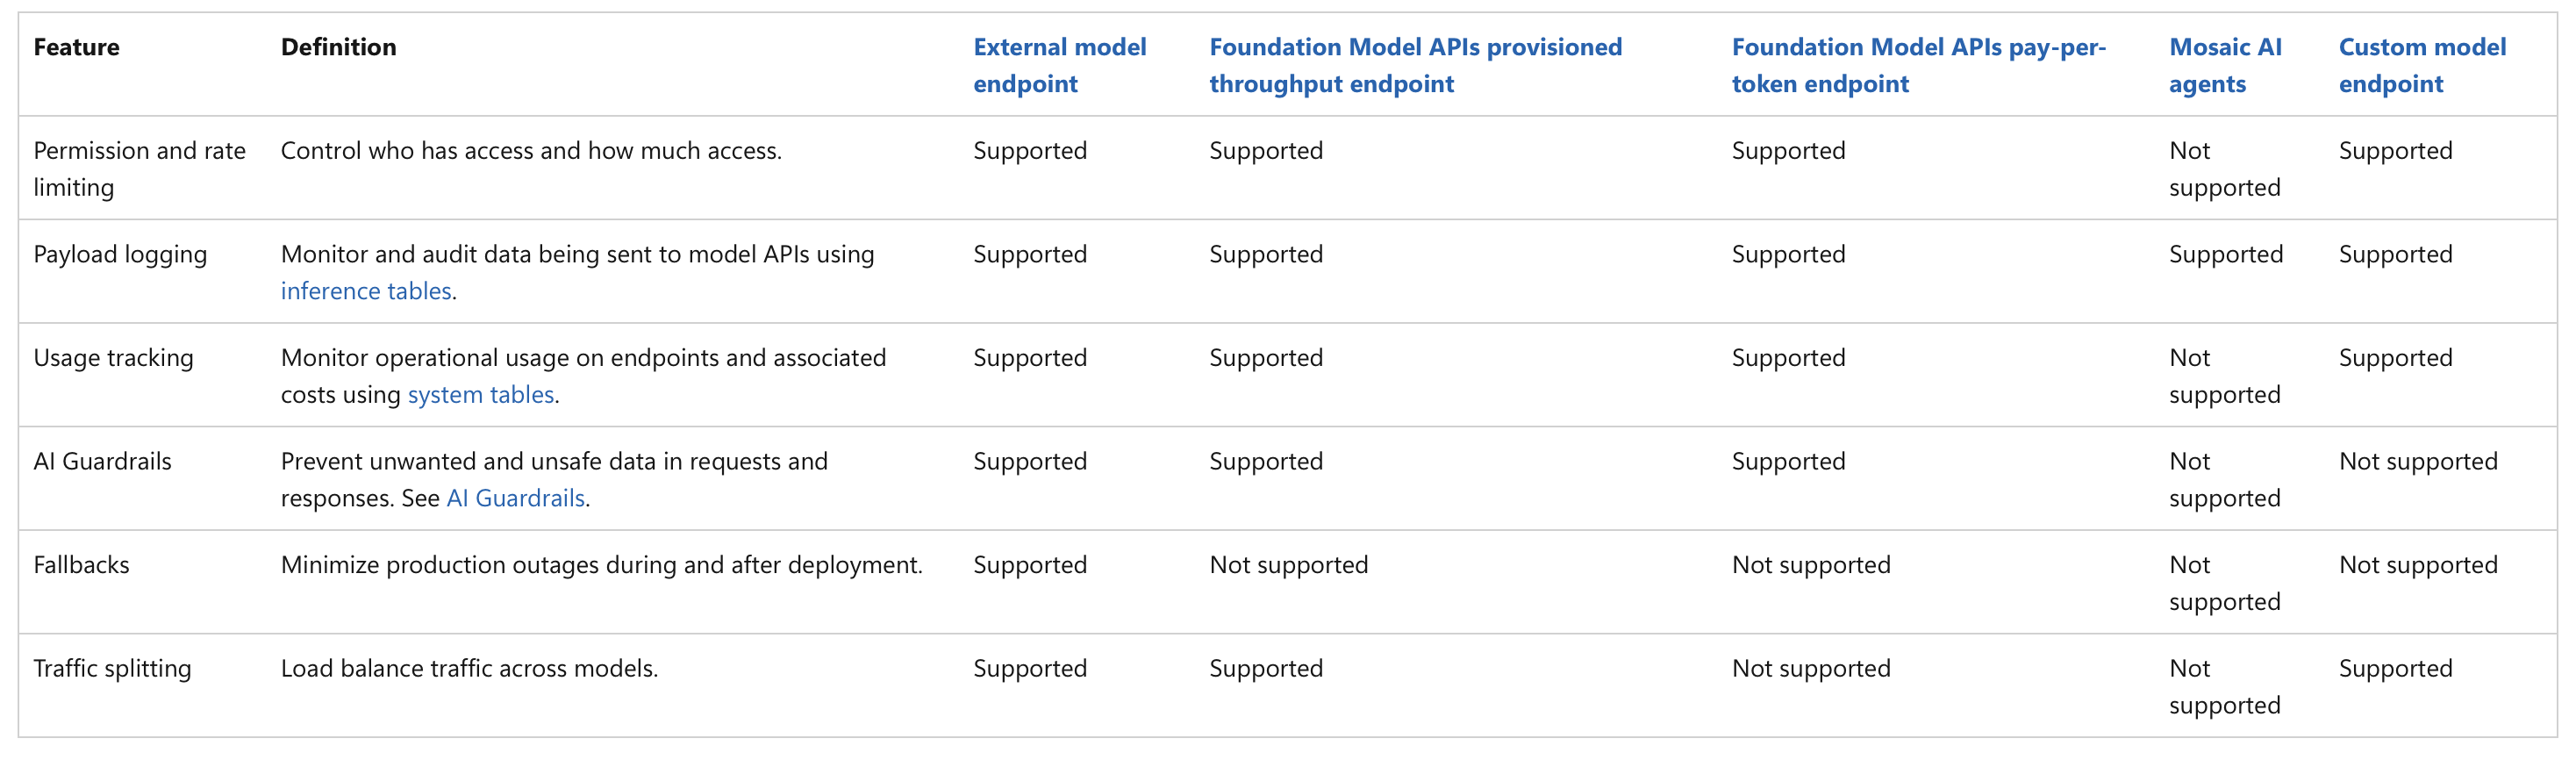 Feature Definition External model endpoint Foundation Model APIs provisioned throughput endpoint Foundation Model APIs pay-per-token endpoint Mosaic AI agents Custom model endpoint
Permission and rate limiting Control who has access and how much access. Supported Supported Supported Not supported Supported
Payload logging Monitor and audit data being sent to model APIs using inference tables. Supported Supported Supported Supported Supported
Usage tracking Monitor operational usage on endpoints and associated costs using system tables. Supported Supported Supported Not supported Supported
AI Guardrails Prevent unwanted and unsafe data in requests and responses. See AI Guardrails. Supported Supported Supported Not supported Not supported
Fallbacks Minimize production outages during and after deployment. Supported Not supported Not supported Not supported Not supported
Traffic splitting Load balance traffic across models. Supported Supported Not supported Not supported Supported